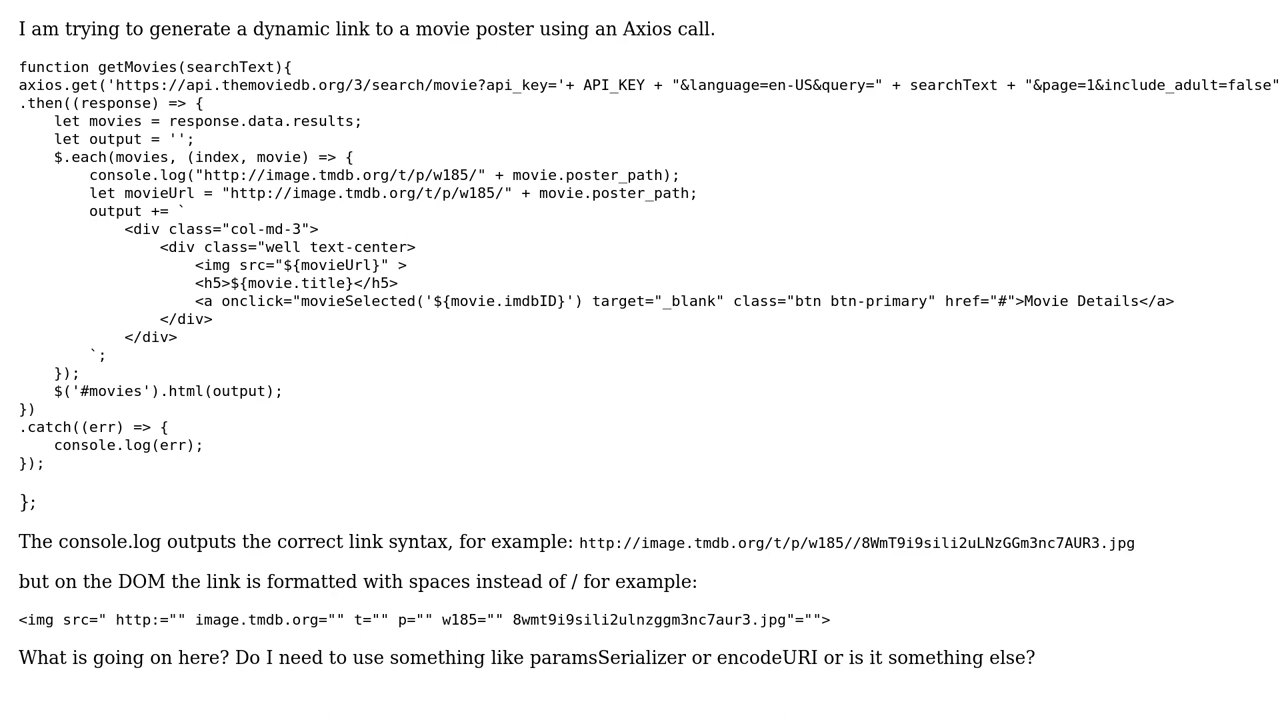 I am trying to generate a dynamic link to a movie poster using an Axios call.
function getMovies(searchText){
axios.get('https://api.themoviedb.org/3/search/movie?api_key='+ API_KEY + "&language=en-US&query=" + searchText + "&page=1&include_adult=false"
.then((response) => {
    let movies = response.data.results;
    let output = '';
    $.each(movies, (index, movie) => {
        console.log("http://image.tmdb.org/t/p/w185/" + movie.poster_path);
        let movieUrl = "http://image.tmdb.org/t/p/w185/" + movie.poster_path;
        output += `
            <div class="col-md-3">
                <div class="well text-center>
                    <img src="${movieUrl}" >
                    <h5>${movie.title}</h5>
                    <a onclick="movieSelected('${movie.imdbID}') target="_blank" class="btn btn-primary" href="#">Movie Details</a>
                </div>
            </div>
        `;
    });
    $('#movies').html(output);
})
.catch((err) => {
    console.log(err);
});
};
The console.log outputs the correct link syntax, for example: http://image.tmdb.org/t/p/w185//8WmT9i9sili2uLNzGGm3nc7AUR3.jpg
but on the DOM the link is formatted with spaces instead of / for example:
<img src=" http:="" image.tmdb.org="" t="" p="" w185="" 8wmt9i9sili2ulnzggm3nc7aur3.jpg"="">
What is going on here? Do I need to use something like paramsSerializer or encodeURI or is it something else?